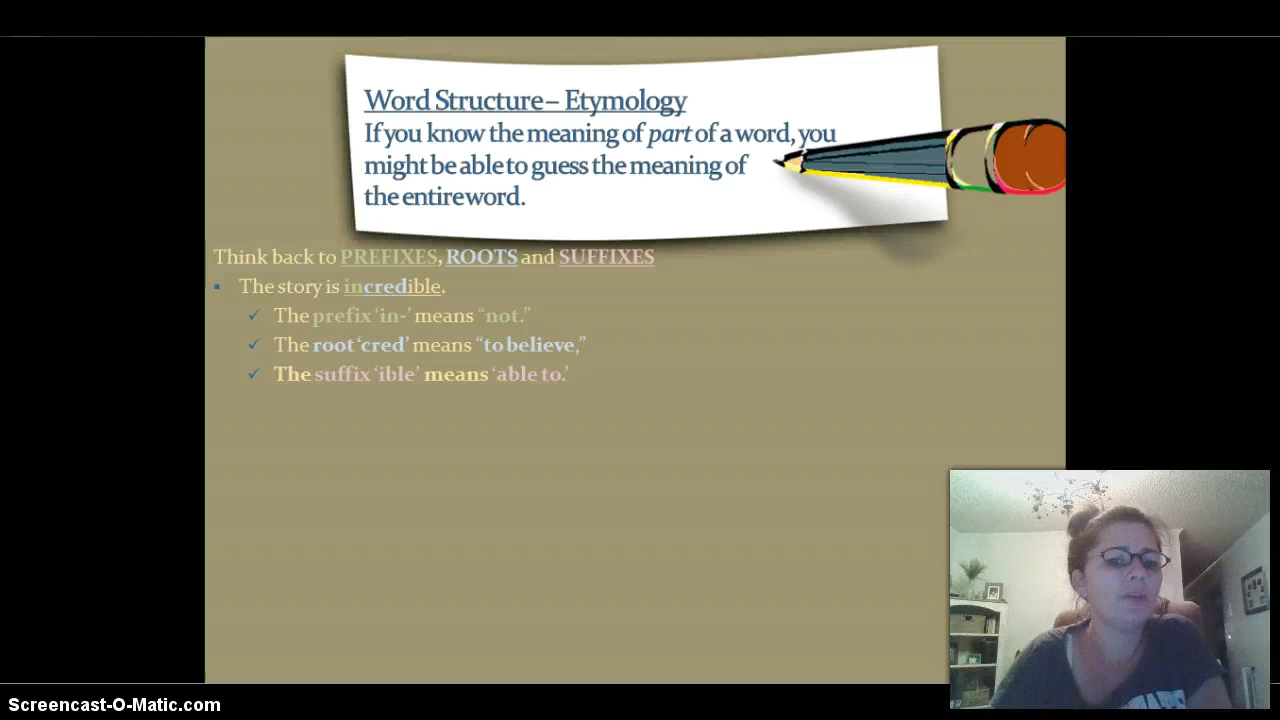 Word Structure – Etymology
If you know the meaning of part of a word, you
might be able to guess the meaning of
the entire word.
Think back to PREFIXES, ROOTS and SUFFIXES
The story is incredible.
The prefix ‘in-’ means “not.”
The root ‘cred’ means “to believe,”
The suffix ‘ible’ means ‘able to.’
Screencast-O-Matic.com